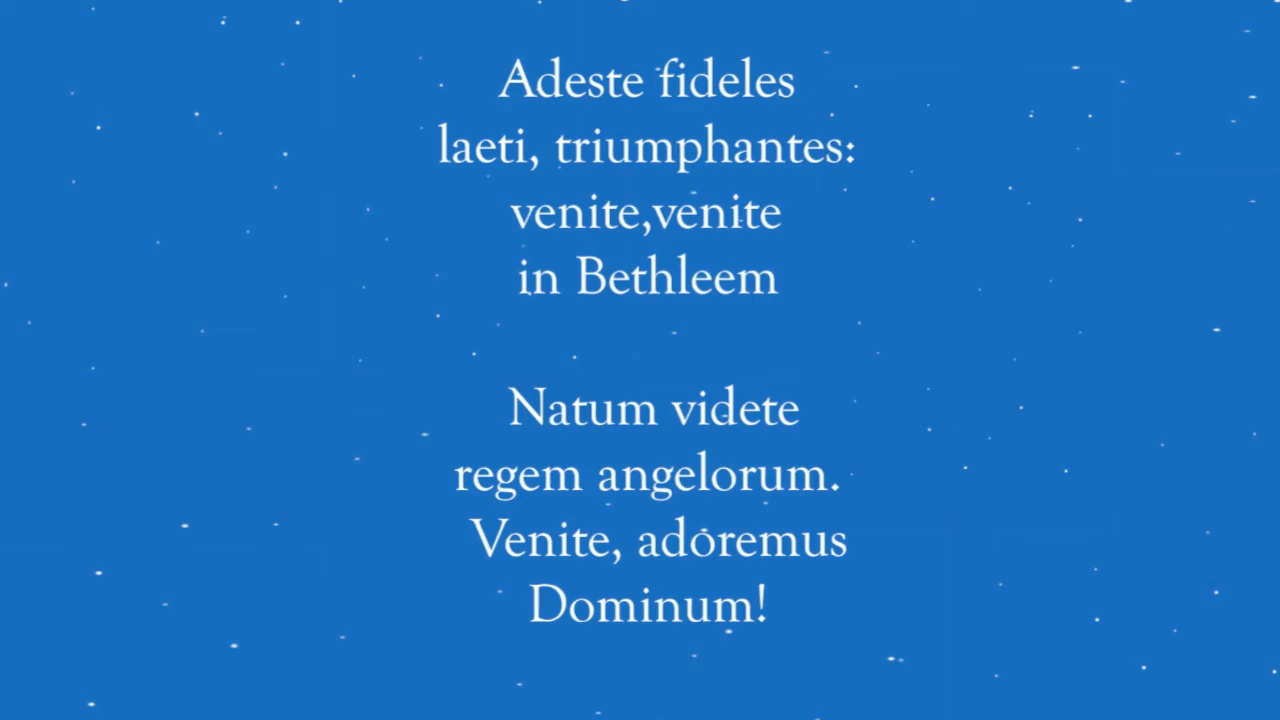 Adeste fideles
laeti, triumphantes:
venite,venite
in Bethleem
Natum videte
regem angelorum.
Venite, adoremus
Dominum!